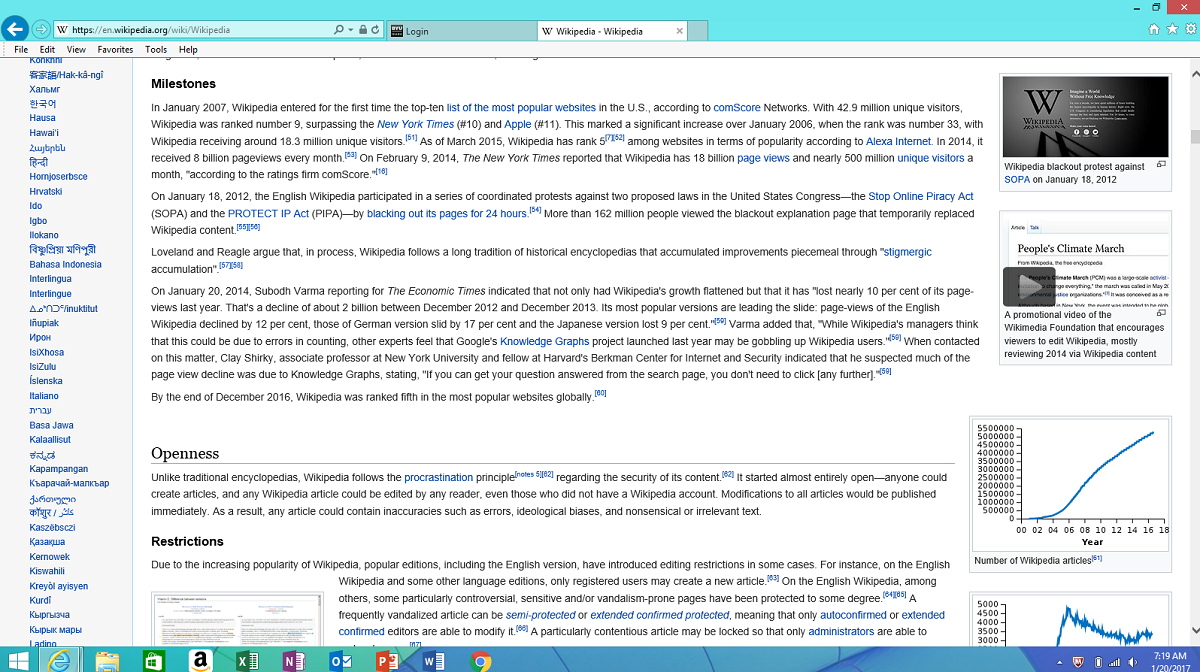 https://en.wikipedia.org/wiki/Wikipedia
Login
Wikipedia - Wikipedia
File Edit View Favorites Tools Help
Konknni
客家語/Hak-kâ-ngî
Хальмг
한국어
Hausa
Hawai'i
Հայերեն
हिन्दी
Hornjoserbsce
Hrvatski
Ido
Igbo
Ilokano
বিষ্ণুপ্রিয়া মণিপুরী
Bahasa Indonesia
Interlingua
Interlingue
ᐃᓄᒃᑎᑐᑦ/inuktitut
Iñupiak
Ирон
IsiXhosa
IsiZulu
Íslenska
Italiano
עברית
Basa Jawa
Kalaallisut
ಕನ್ನಡ
Kapampangan
Къарачай-малкъар
ქართული
कॉशुर / كٲشُر
Kaszëbsczi
Қазақша
Kernowek
Kiswahili
Kreyòl ayisyen
Kurdî
Кыргызча
Кырык мары
Ladino
Milestones
In January 2007, Wikipedia entered for the first time the top-ten list of the most popular websites in the U.S., according to comScore Networks. With 42.9 million unique visitors,
Wikipedia was ranked number 9, surpassing the New York Times (#10) and Apple (#11). This marked a significant increase over January 2006, when the rank was number 33, with
Wikipedia receiving around 18.3 million unique visitors.[51] As of March 2015, Wikipedia has rank 5[7][52] among websites in terms of popularity according to Alexa Internet. In 2014, it
received 8 billion pageviews every month.[53] On February 9, 2014, The New York Times reported that Wikipedia has 18 billion page views and nearly 500 million unique visitors a
month, "according to the ratings firm comScore."[16]
On January 18, 2012, the English Wikipedia participated in a series of coordinated protests against two proposed laws in the United States Congress—the Stop Online Piracy Act
(SOPA) and the PROTECT IP Act (PIPA)—by blacking out its pages for 24 hours.[54] More than 162 million people viewed the blackout explanation page that temporarily replaced
Wikipedia content.[55][56]
Loveland and Reagle argue that, in process, Wikipedia follows a long tradition of historical encyclopedias that accumulated improvements piecemeal through "stigmergic
accumulation".[57][58]
On January 20, 2014, Subodh Varma reporting for The Economic Times indicated that not only had Wikipedia's growth flattened but that it has "lost nearly 10 per cent of its page-
views last year. That's a decline of about 2 billion between December 2012 and December 2013. Its most popular versions are leading the slide: page-views of the English
Wikipedia declined by 12 per cent, those of German version slid by 17 per cent and the Japanese version lost 9 per cent."[59] Varma added that, "While Wikipedia's managers think
that this could be due to errors in counting, other experts feel that Google's Knowledge Graphs project launched last year may be gobbling up Wikipedia users."[59] When contacted
on this matter, Clay Shirky, associate professor at New York University and fellow at Harvard's Berkman Center for Internet and Security indicated that he suspected much of the
page view decline was due to Knowledge Graphs, stating, "If you can get your question answered from the search page, you don't need to click [any further]."[59]
By the end of December 2016, Wikipedia was ranked fifth in the most popular websites globally.[60]
Openness
Unlike traditional encyclopedias, Wikipedia follows the procrastination principle[notes 5][62] regarding the security of its content.[62] It started almost entirely open—anyone could
create articles, and any Wikipedia article could be edited by any reader, even those who did not have a Wikipedia account. Modifications to all articles would be published
immediately. As a result, any article could contain inaccuracies such as errors, ideological biases, and nonsensical or irrelevant text.
Restrictions
Due to the increasing popularity of Wikipedia, popular editions, including the English version, have introduced editing restrictions in some cases. For instance, on the English
Wikipedia and some other language editions, only registered users may create a new article.[63] On the English Wikipedia, among
others, some particularly controversial, sensitive and/or vandalism-prone pages have been protected to some degree.[64][65] A
frequently vandalized article can be semi-protected or extended confirmed protected, meaning that only autoconfirmed or extended
confirmed editors are able to modify it.[66] A particularly contentious article may be locked so that only administrators are able to
[67]
Imagine a World
Without Free Knowledge
WIKIPEDIA
Wikipedia blackout protest against
SOPA on January 18, 2012
Article Talk
People's Climate March
From Wikipedia, the free encyclopedia
A promotional video of the
Wikimedia Foundation that encourages
viewers to edit Wikipedia, mostly
reviewing 2014 via Wikipedia content
5500000
5000000
4500000
4000000
3500000
3000000
2500000
2000000
1500000
1000000
500000
0
00 02 04 06 08 10 12 14 16 18
Year
Number of Wikipedia articles[61]
5000
4500
4000
3500
3000
7:19 AM
1/20/201